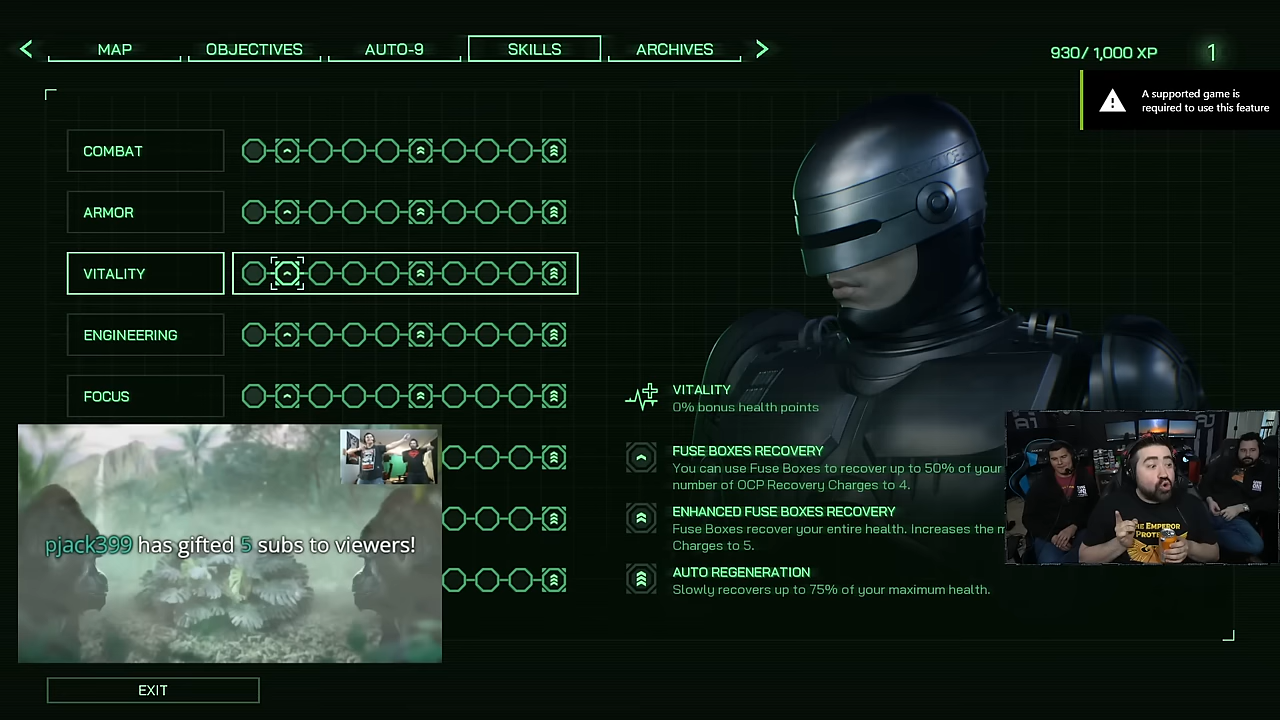 MAP
OBJECTIVES
AUTO-9
SKILLS
ARCHIVES
930/ 1,000 XP
1
A supported game is
required to use this feature
COMBAT
ARMOR
VITALITY
ENGINEERING
FOCUS
VITALITY
0% bonus health points
FUSE BOXES RECOVERY
You can use Fuse Boxes to recover up to 50% of your
number of OCP Recovery Charges to 4.
ENHANCED FUSE BOXES RECOVERY
Fuse Boxes recover your entire health. Increases the
Charges to 5.
AUTO REGENERATION
Slowly recovers up to 75% of your maximum health.
pjack399 has gifted 5 subs to viewers!
THE EMPEROR
EXIT